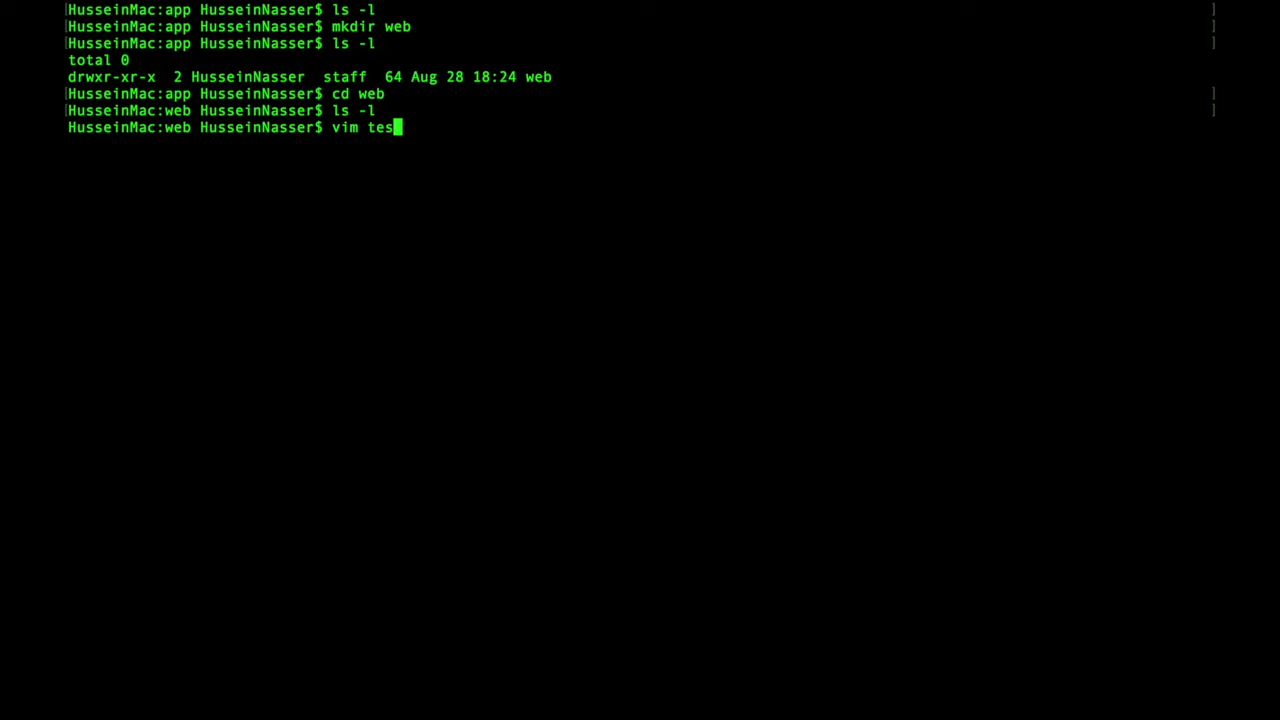 [HusseinMac:app HusseinNasser$ ls -l ]
[HusseinMac:app HusseinNasser$ mkdir web ]
[HusseinMac:app HusseinNasser$ ls -l ]
total 0
drwxr-xr-x  2 HusseinNasser  staff  64 Aug 28 18:24 web
[HusseinMac:app HusseinNasser$ cd web ]
[HusseinMac:web HusseinNasser$ ls -l ]
HusseinMac:web HusseinNasser$ vim tes